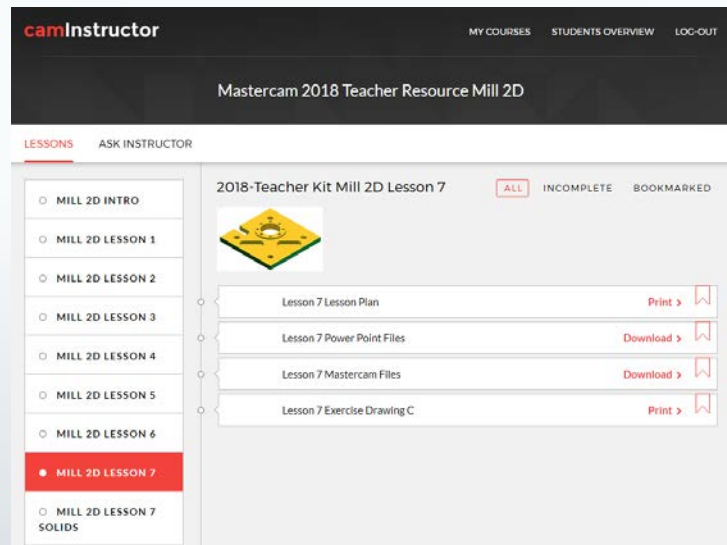 camInstructor
MY COURSES STUDENTS OVERVIEW LOG-OUT
Mastercam 2018 Teacher Resource Mill 2D
LESSONS ASK INSTRUCTOR
MILL 2D INTRO
MILL 2D LESSON 1
MILL 2D LESSON 2
MILL 2D LESSON 3
MILL 2D LESSON 4
MILL 2D LESSON 5
MILL 2D LESSON 6
MILL 2D LESSON 7
MILL 2D LESSON 7
SOLIDS
2018-Teacher Kit Mill 2D Lesson 7 ALL INCOMPLETE BOOKMARKED
Lesson 7 Lesson Plan Print >
Lesson 7 Power Point Files Download >
Lesson 7 Mastercam Files Download >
Lesson 7 Exercise Drawing C Print >